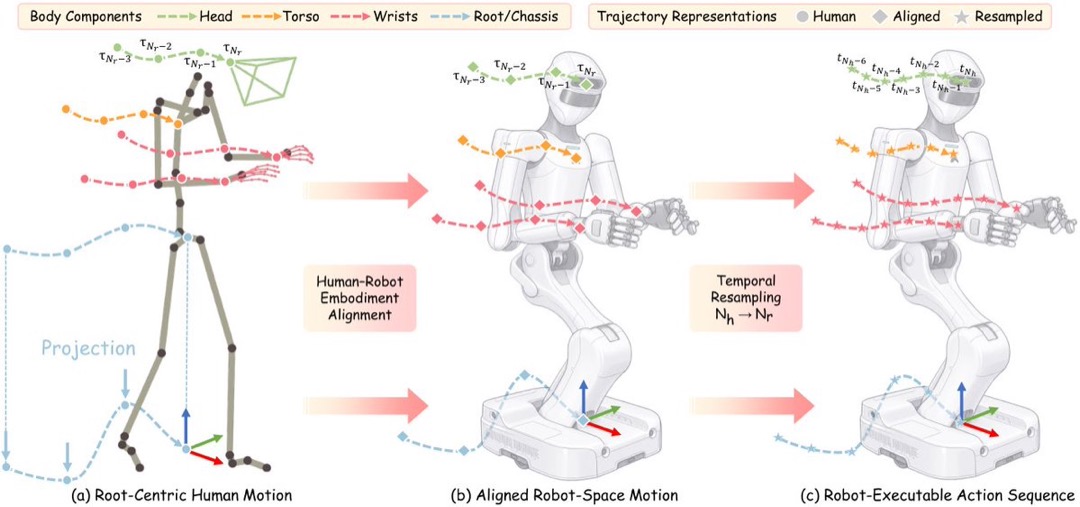 Body Components Head Torso Wrists Root/Chassis
Trajectory Representations Human Aligned Resampled
τNr−3 τNr−2 τNr−1 τNr
τNr−3 τNr−2 τNr−1 τNr
tNh−6 tNh−5 tNh−4 tNh−3 tNh−2 tNh−1 tNh
Human-Robot
Embodiment
Alignment
Temporal
Resampling
Nh → Nr
Projection
(a) Root-Centric Human Motion
(b) Aligned Robot-Space Motion
(c) Robot-Executable Action Sequence